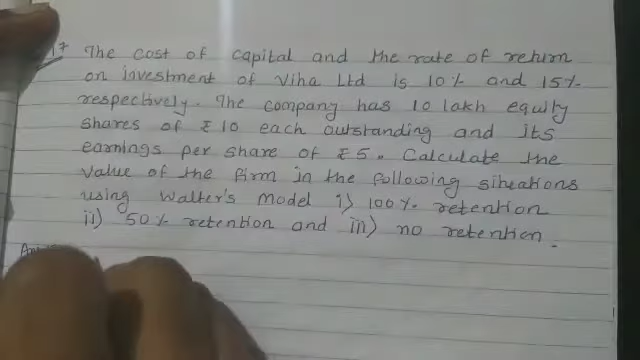 17 The cost of capital and the rate of return
on investment of Viha Ltd is 10% and 15%
respectively. The company has 10 lakh equity
shares of ₹10 each outstanding and its
earnings per share of ₹5. Calculate the
value of the firm in the following situations
using Walter's Model i) 100% retention
ii) 50% retention and iii) no retention.